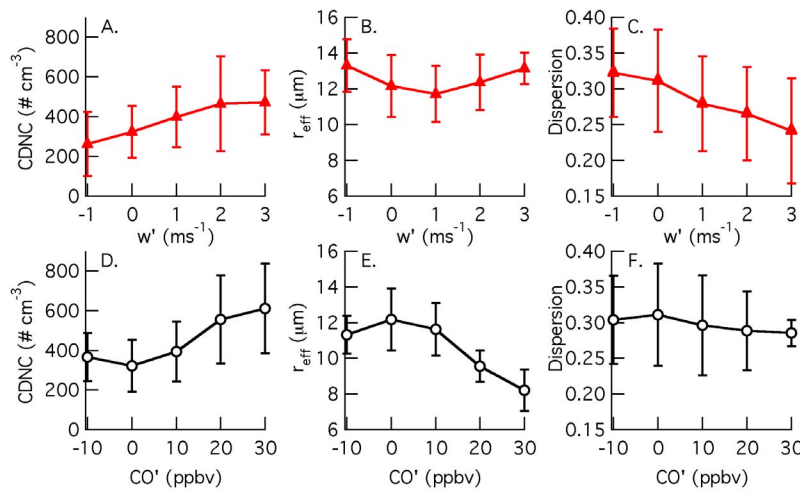 A.
B.
C.
CDNC (# cm⁻³)
800
600
400
200
0
-1 0 1 2 3
w' (ms⁻¹)
r_eff (μm)
16
14
12
10
8
6
-1 0 1 2 3
w' (ms⁻¹)
Dispersion
0.40
0.35
0.30
0.25
0.20
0.15
-1 0 1 2 3
w' (ms⁻¹)
D.
E.
F.
CDNC (# cm⁻³)
800
600
400
200
0
-10 0 10 20 30
CO' (ppbv)
r_eff (μm)
16
14
12
10
8
6
-10 0 10 20 30
CO' (ppbv)
Dispersion
0.40
0.35
0.30
0.25
0.20
0.15
-10 0 10 20 30
CO' (ppbv)